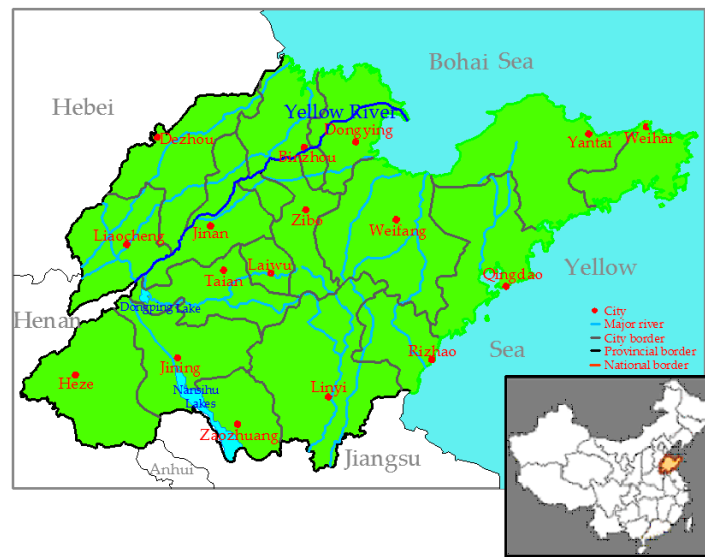 Bohai Sea
Hebei
Yellow River
Dongying
Dezhou
Binzhou
Yantai
Weihai
Zibo
Weifang
Jinan
Liaocheng
Taian
Laiwu
Qingdao
Yellow
Dongping Lake
Henan
City
Major river
City border
Provincial border
National border
Sea
Rizhao
Jining
Heze
Nansihu
Lakes
Linyi
Zaozhuang
Jiangsu
Anhui